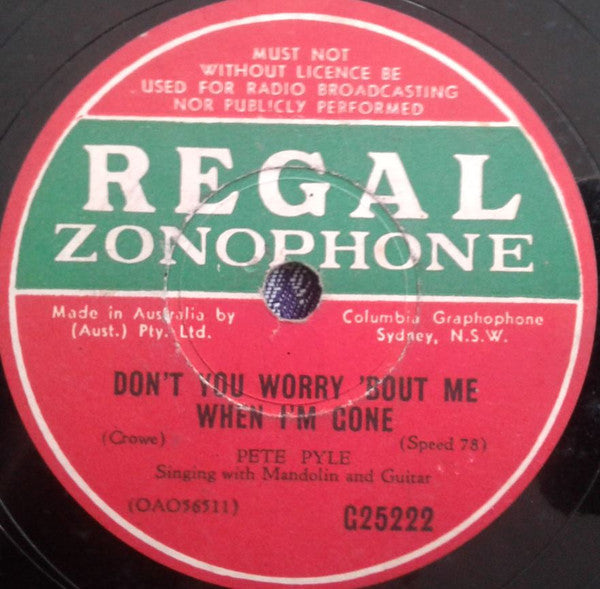 MUST NOT
WITHOUT LICENCE BE
USED FOR RADIO BROADCASTING
NOR PUBLICLY PERFORMED
REGAL
ZONOPHONE
Made in Australia by Columbia Graphophone
(Aust.) Pty. Ltd. Sydney, N.S.W.
DON'T YOU WORRY 'BOUT ME
WHEN I'M GONE
(Crowe) (Speed 78)
PETE PYLE
Singing with Mandolin and Guitar
(OAO56511) G25222